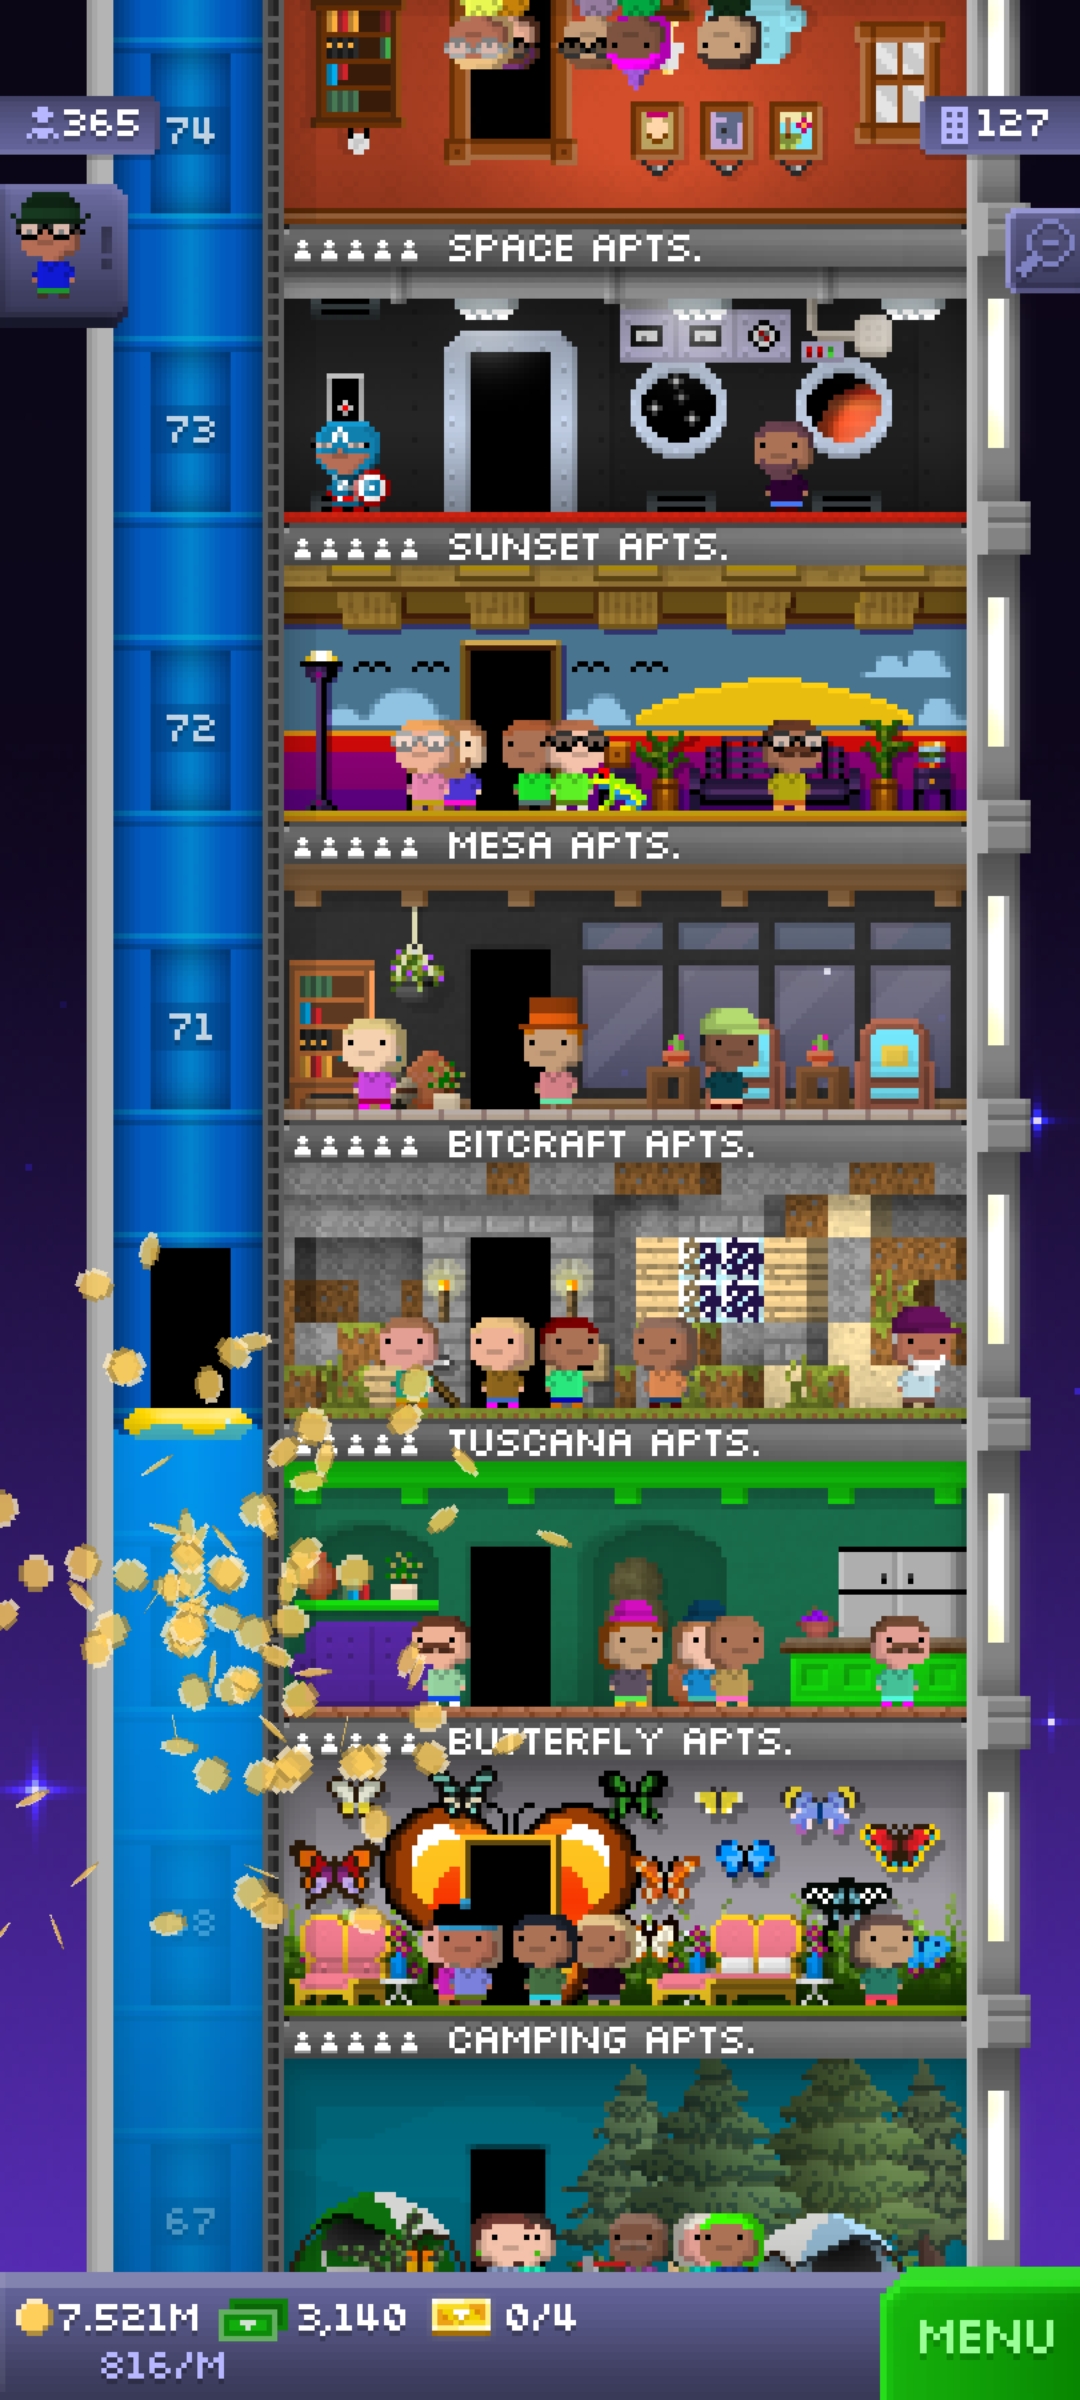 365
74
127
!
SPACE APTS.
73
SUNSET APTS.
72
MESA APTS.
71
BITCRAFT APTS.
TUSCANA APTS.
BUTTERFLY APTS.
8
CAMPING APTS.
67
7.521M 3,140 0/4
816/M
MENU